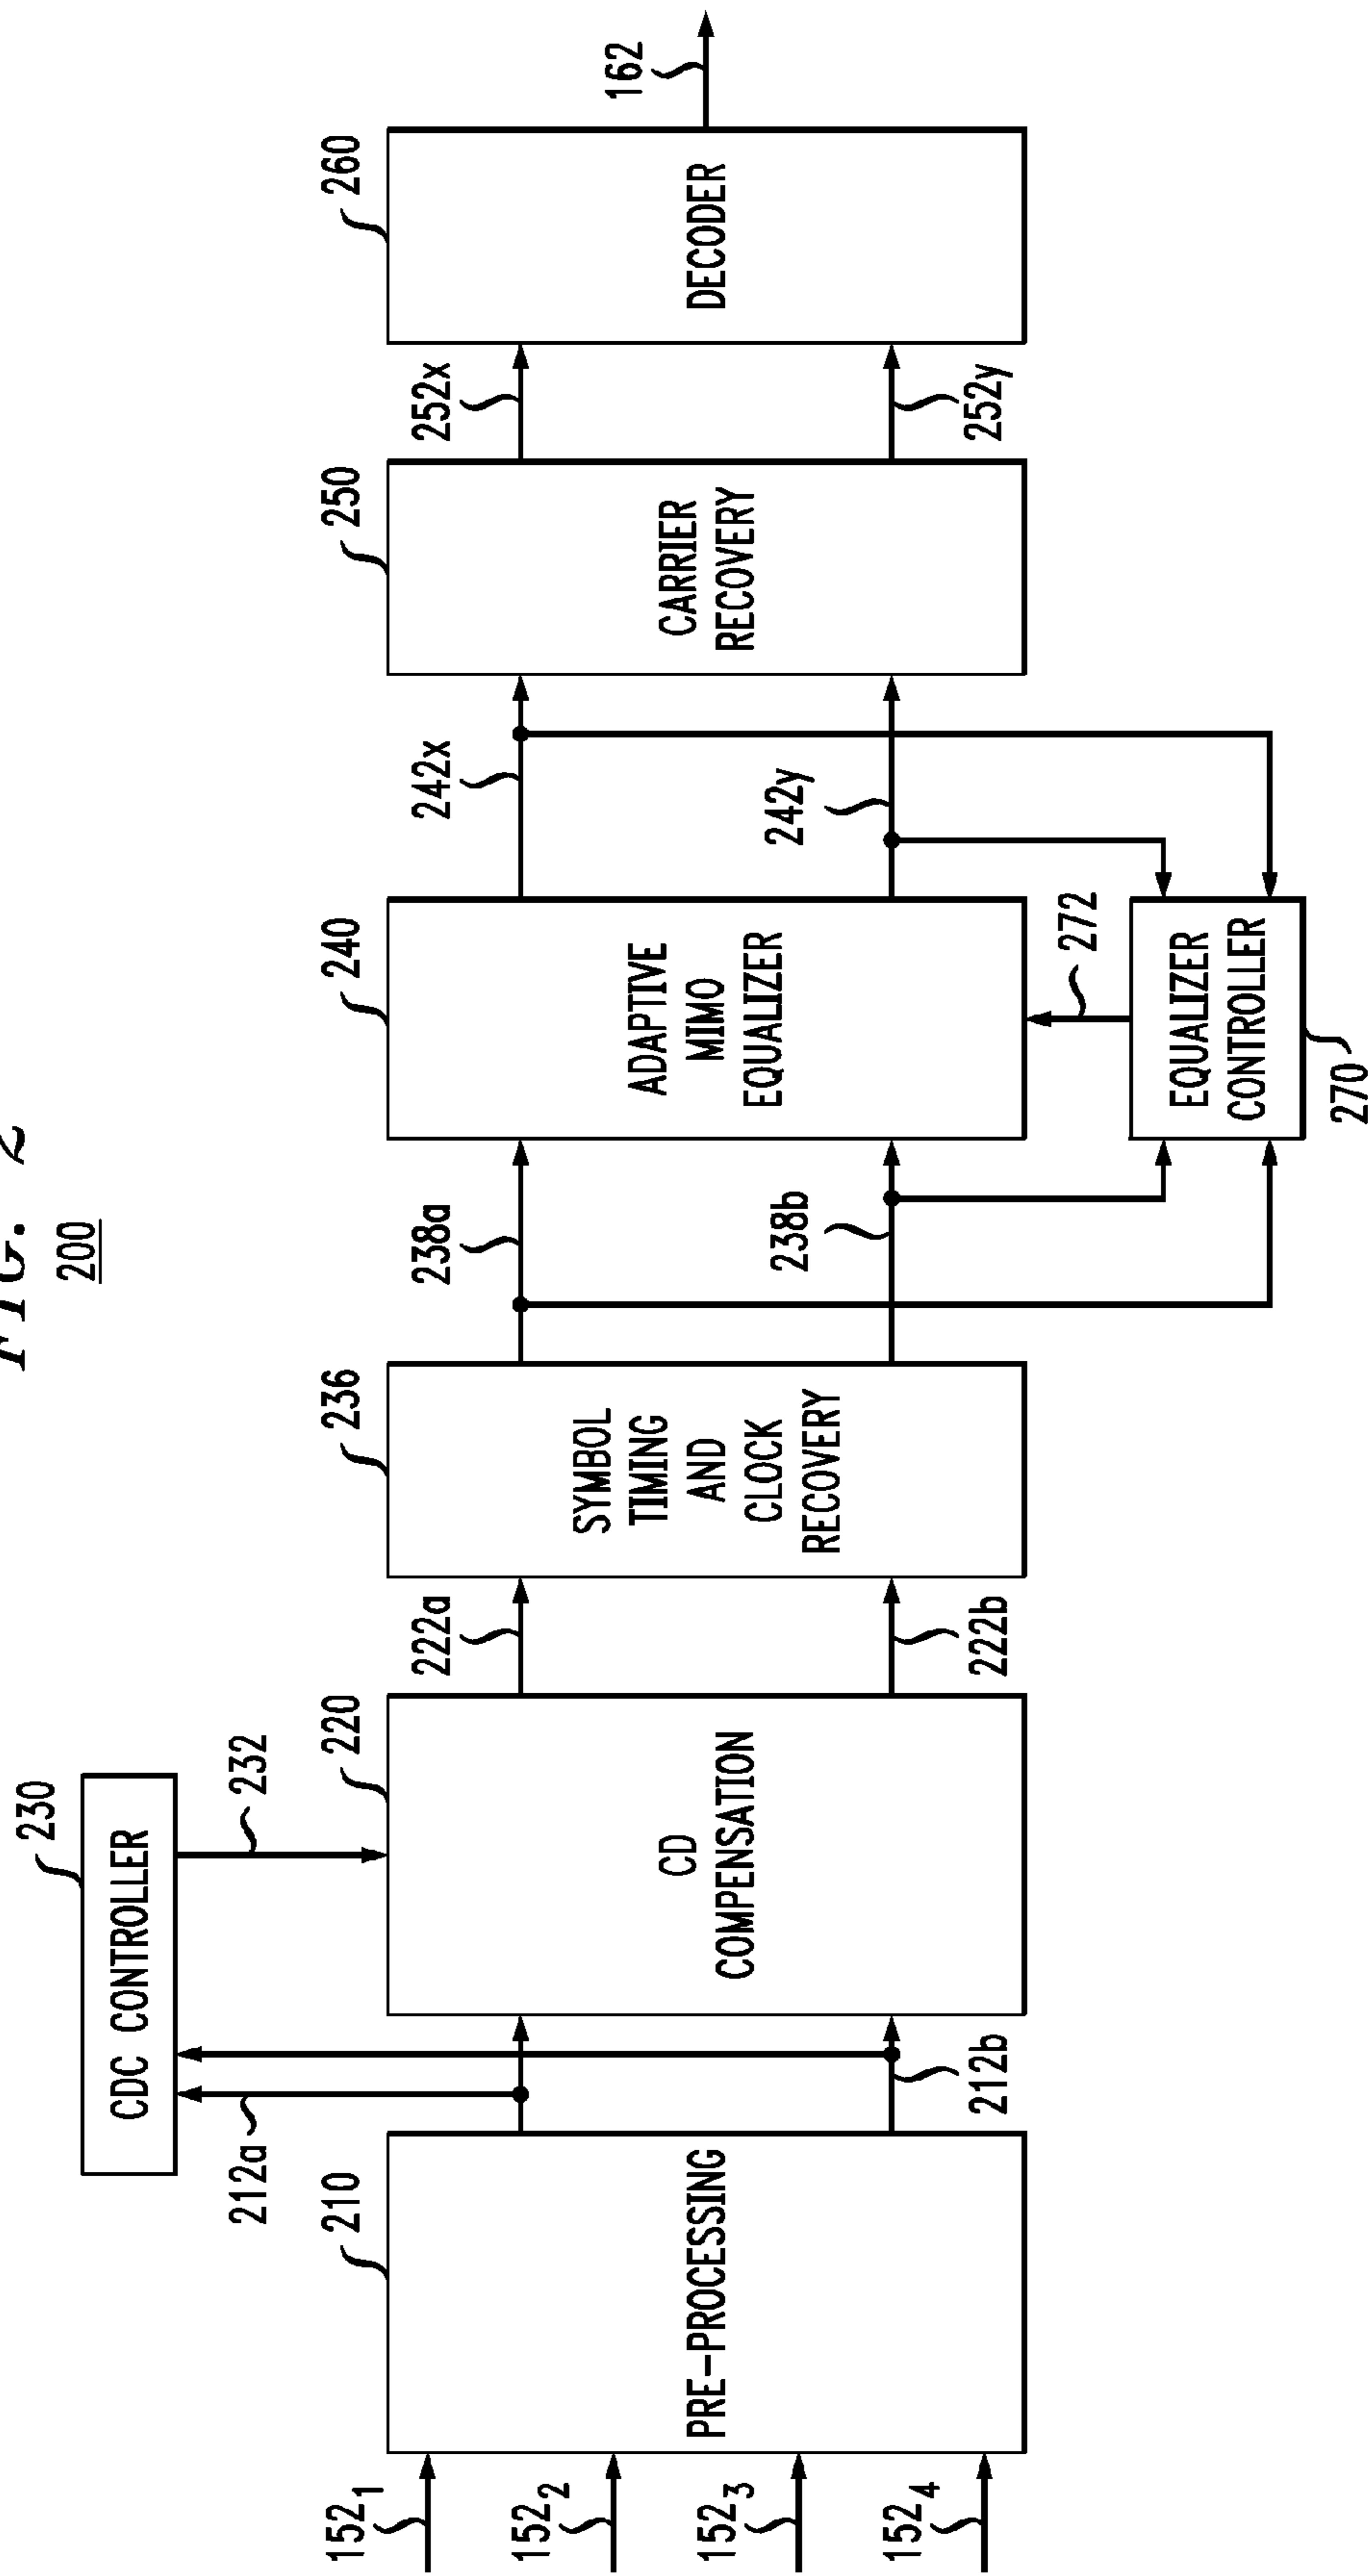 FIG. 2
200
230
CDC CONTROLLER
212a
232
210
220
236
240
250
260
152₁
152₂
152₃
152₄
PRE-PROCESSING
212b
CD
COMPENSATION
222a
222b
SYMBOL
TIMING
AND
CLOCK
RECOVERY
238a
238b
ADAPTIVE
MIMO
EQUALIZER
242x
242y
CARRIER
RECOVERY
252x
252y
DECODER
162
272
EQUALIZER
CONTROLLER
270